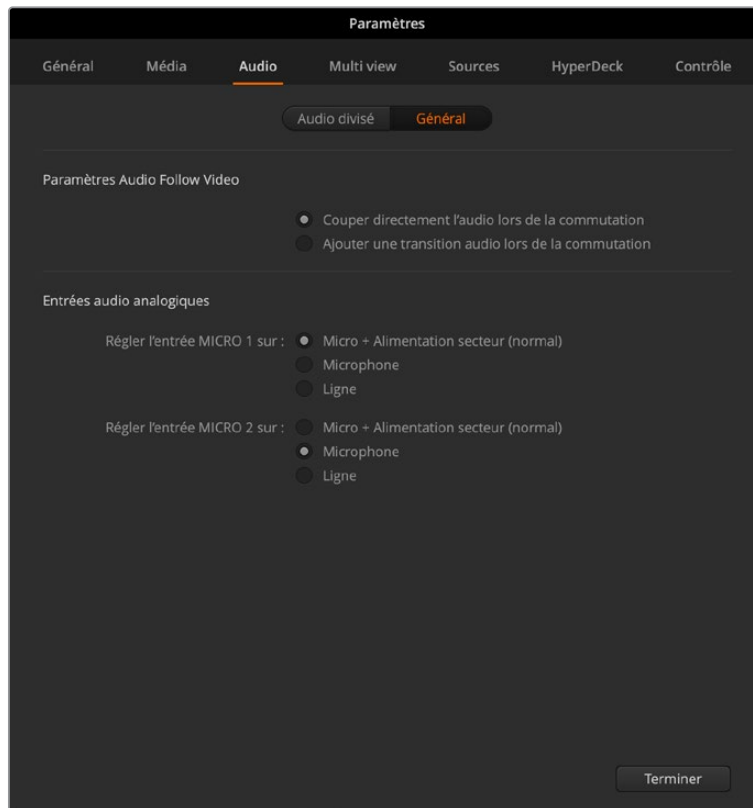 Paramètres
Général Média Audio Multi view Sources HyperDeck Contrôle
Audio divisé Général
Paramètres Audio Follow Video
Couper directement l'audio lors de la commutation
Ajouter une transition audio lors de la commutation
Entrées audio analogiques
Régler l'entrée MICRO 1 sur : Micro + Alimentation secteur (normal)
Microphone
Ligne
Régler l'entrée MICRO 2 sur : Micro + Alimentation secteur (normal)
Microphone
Ligne
Terminer